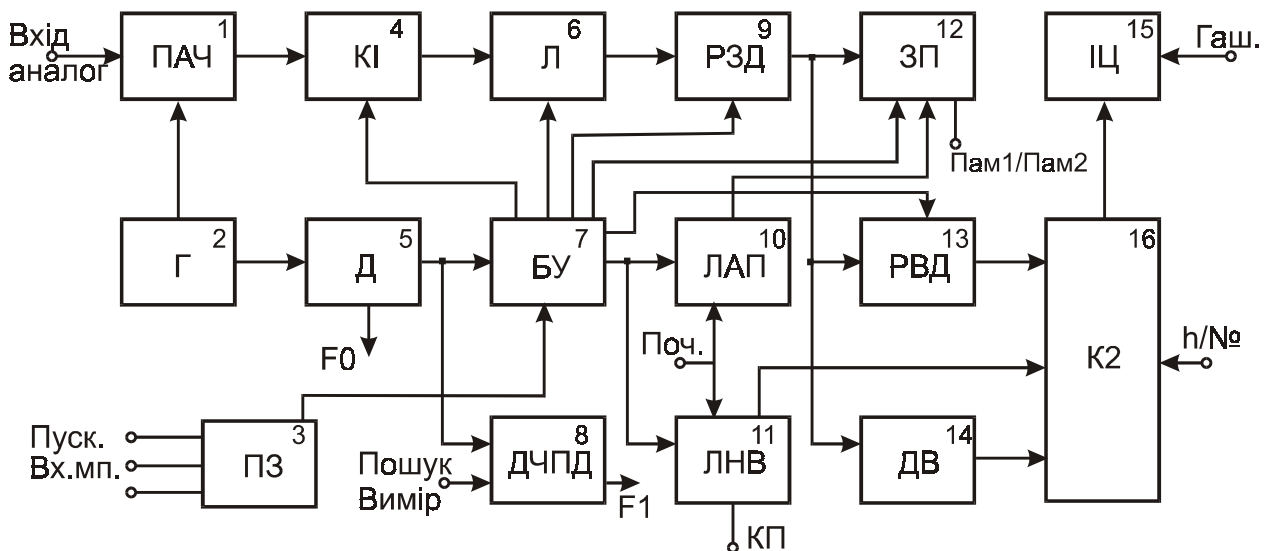 Вхід
аналог
1
ПАЧ
4
КІ
6
Л
9
РЗД
12
ЗП
15
ІЦ
Гаш.
Пам1/Пам2
2
Г
5
Д
7
БУ
10
ЛАП
13
РВД
16
К2
F0
Поч.
h/№
Пуск.
Вх.мп.
3
ПЗ
Пошук
Вимір
8
ДЧПД
F1
11
ЛНВ
14
ДВ
КП